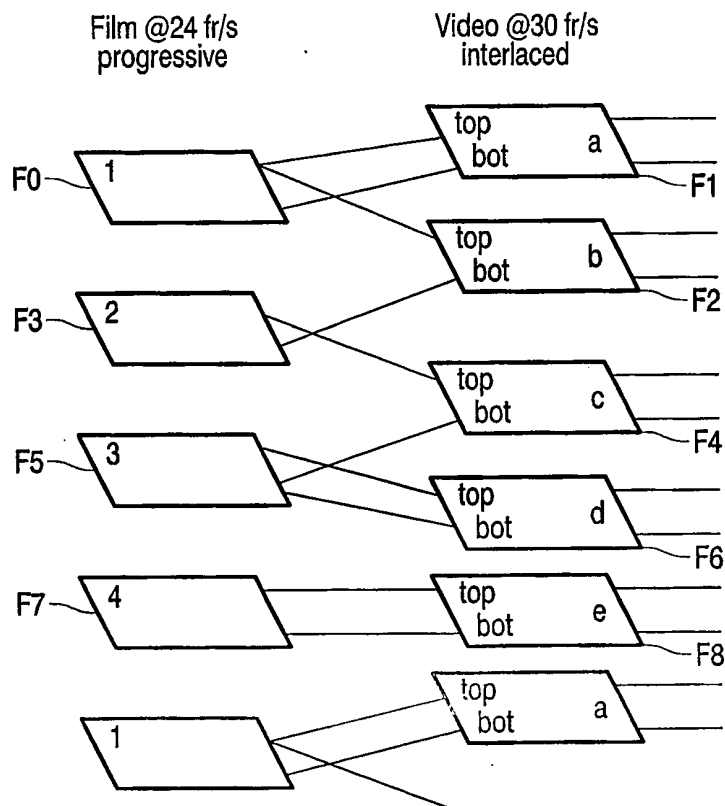 Film @24 fr/s
progressive
Video @30 fr/s
interlaced
top
bot
a
F1
1
F0
top
bot
b
F2
2
F3
top
bot
c
F4
3
F5
top
bot
d
F6
4
F7
top
bot
e
F8
top
bot
a
1